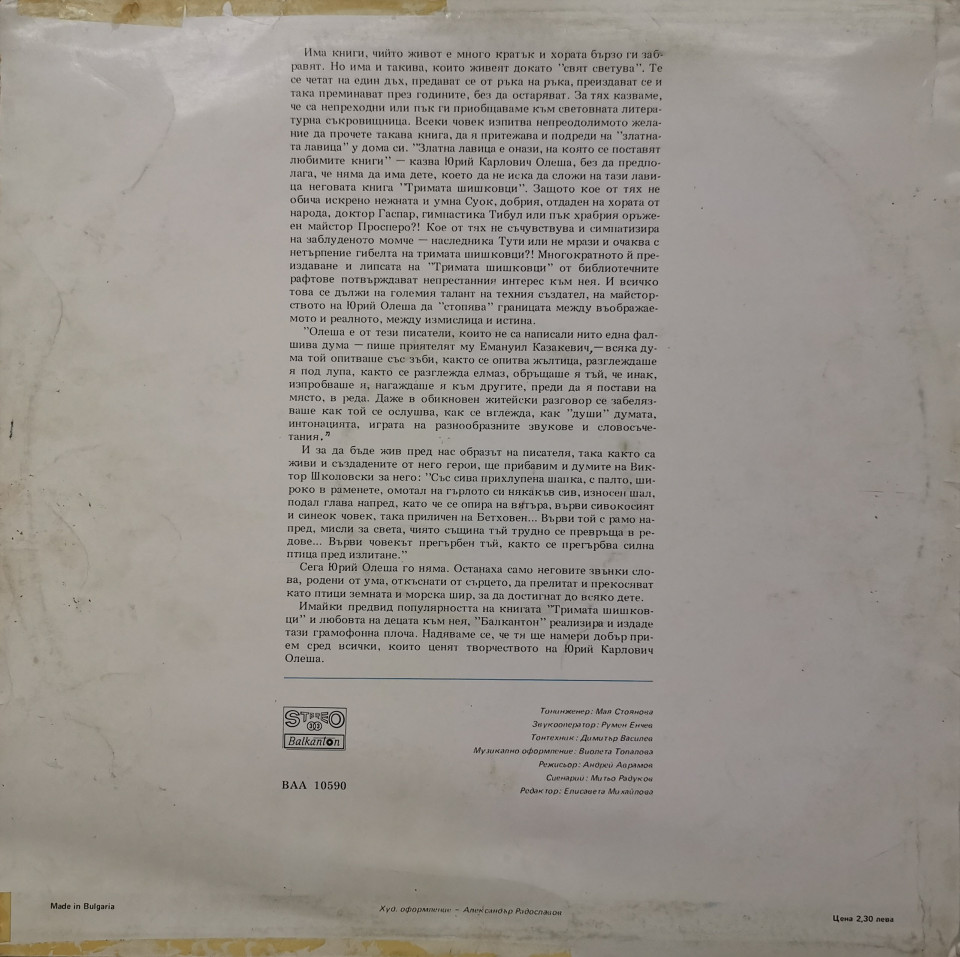 Има книги, чийто живот е много кратък и хората бързо ги заб-
равят. Но има и такива, които живеят докато "свят светува". Те
се четат на един дъх, предават се от ръка на ръка, преиздават се и
така преминават през годините, без да остаряват. За тях казваме,
че са непреходни или пък ги приобщаваме към световната литера-
турна съкровищница. Всеки човек изпитва непреодолимото жела-
ние да прочете такава книга, да я притежава и подреди на "златна-
та лавица" у дома си. "Златна лавица е онази, на която се поставят
любимите книги" — казва Юрий Карлович Олеша, без да предпо-
лага, че няма да има дете, което да не иска да сложи на тази лави-
ца неговата книга "Тримата шишковци". Защото кое от тях не
обича искрено нежната и умна Суок, добрия, отдаден на хората от
народа, доктор Гаспар, гимнастика Тибул или пък храбрия оръже-
ен майстор Просперо?! Кое от тях не съчувствува и симпатизира
на заблуденото момче — наследника Тути или не мрази и очаква с
нетърпение гибелта на тримата шишковци?! Многократното й пре-
издаване и липсата на "Тримата шишковци" от библиотечните
рафтове потвърждават непрестанния интерес към нея. И всичко
това се дължи на големия талант на техния създател, на майстор-
ството на Юрий Олеша да "стопява" границата между въображае-
мото и реалното, между измислица и истина.
"Олеша е от тези писатели, които не са написали нито една фал-
шива дума — пише приятелят му Емануил Казакевич,—всяка ду-
ма той опитваше със зъби, както се опитва жълтица, разглеждаше
я под лупа, както се разглежда елмаз, обръщаше я тъй, че инак,
изпробваше я, нагаждаше я към другите, преди да я постави на
място, в реда. Даже в обикновен житейски разговор се забеляз-
ваше как той се ослушва, как се вглежда, как "души" думата,
интонацията, играта на разнообразните звукове и словосъче-
тания."
И за да бъде жив пред нас образът на писателя, така както са
живи и създадените от него герои, ще прибавим и думите на Вик-
тор Школовски за него: "Със сива прихлупена шапка, с палто, ши-
роко в раменете, омотал на гърлото си някакъв сив, износен шал,
подал глава напред, като че се опира на вятъра, върви сивокосият
и синеок човек, така приличен на Бетховен... Върви той с рамо на-
пред, мисли за света, чиято същина тъй трудно се превръща в ре-
дове... Върви човекът прегърбен тъй, както се прегърбва силна
птица пред излитане."
Сега Юрий Олеша го няма. Останаха само неговите звънки сло-
ва, родени от ума, откъснати от сърцето, да прелитат и прекосяват
като птици земната и морска шир, за да достигнат до всяко дете.
Имайки предвид популярността на книгата "Тримата шишков-
ци" и любовта на децата към нея, "Балкантон" реализира и издаде
тази грамофонна плоча. Надяваме се, че тя ще намери добър при-
ем сред всички, които ценят творчеството на Юрий Карлович
Олеша.
STEREO
303
Balkanton
ВАА 10590
Тонинженер: Мая Стоянова
Звукооператор: Румен Енчев
Тонтехник: Димитър Василев
Музикално оформление: Виолета Топалова
Режисьор: Андрей Аврамов
Сценарий: Митьо Радуков
Редактор: Елисавета Михайлова
Made in Bulgaria
Худ. оформление — Александър Радославов
Цена 2,30 лева